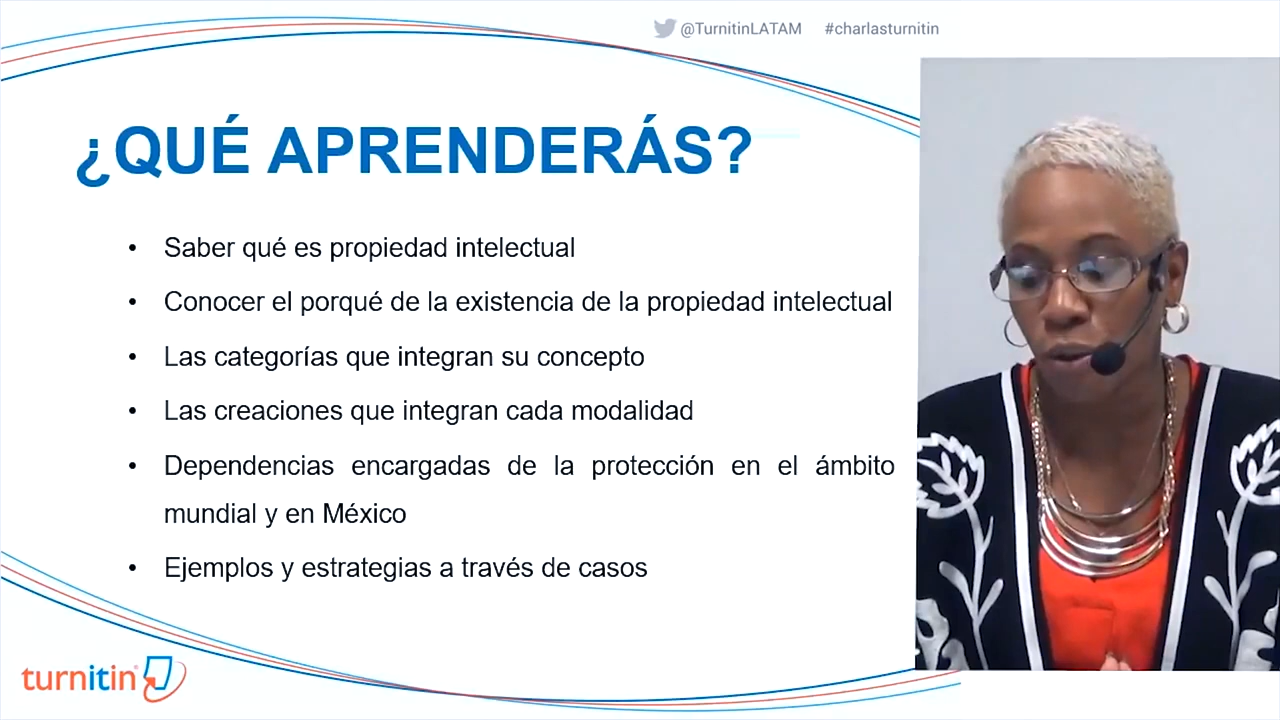 @TurnitinLATAM #charlasturnitin
¿QUÉ APRENDERÁS?
• Saber qué es propiedad intelectual
• Conocer el porqué de la existencia de la propiedad intelectual
• Las categorías que integran su concepto
• Las creaciones que integran cada modalidad
• Dependencias encargadas de la protección en el ámbito
mundial y en México
• Ejemplos y estrategias a través de casos
turnitin